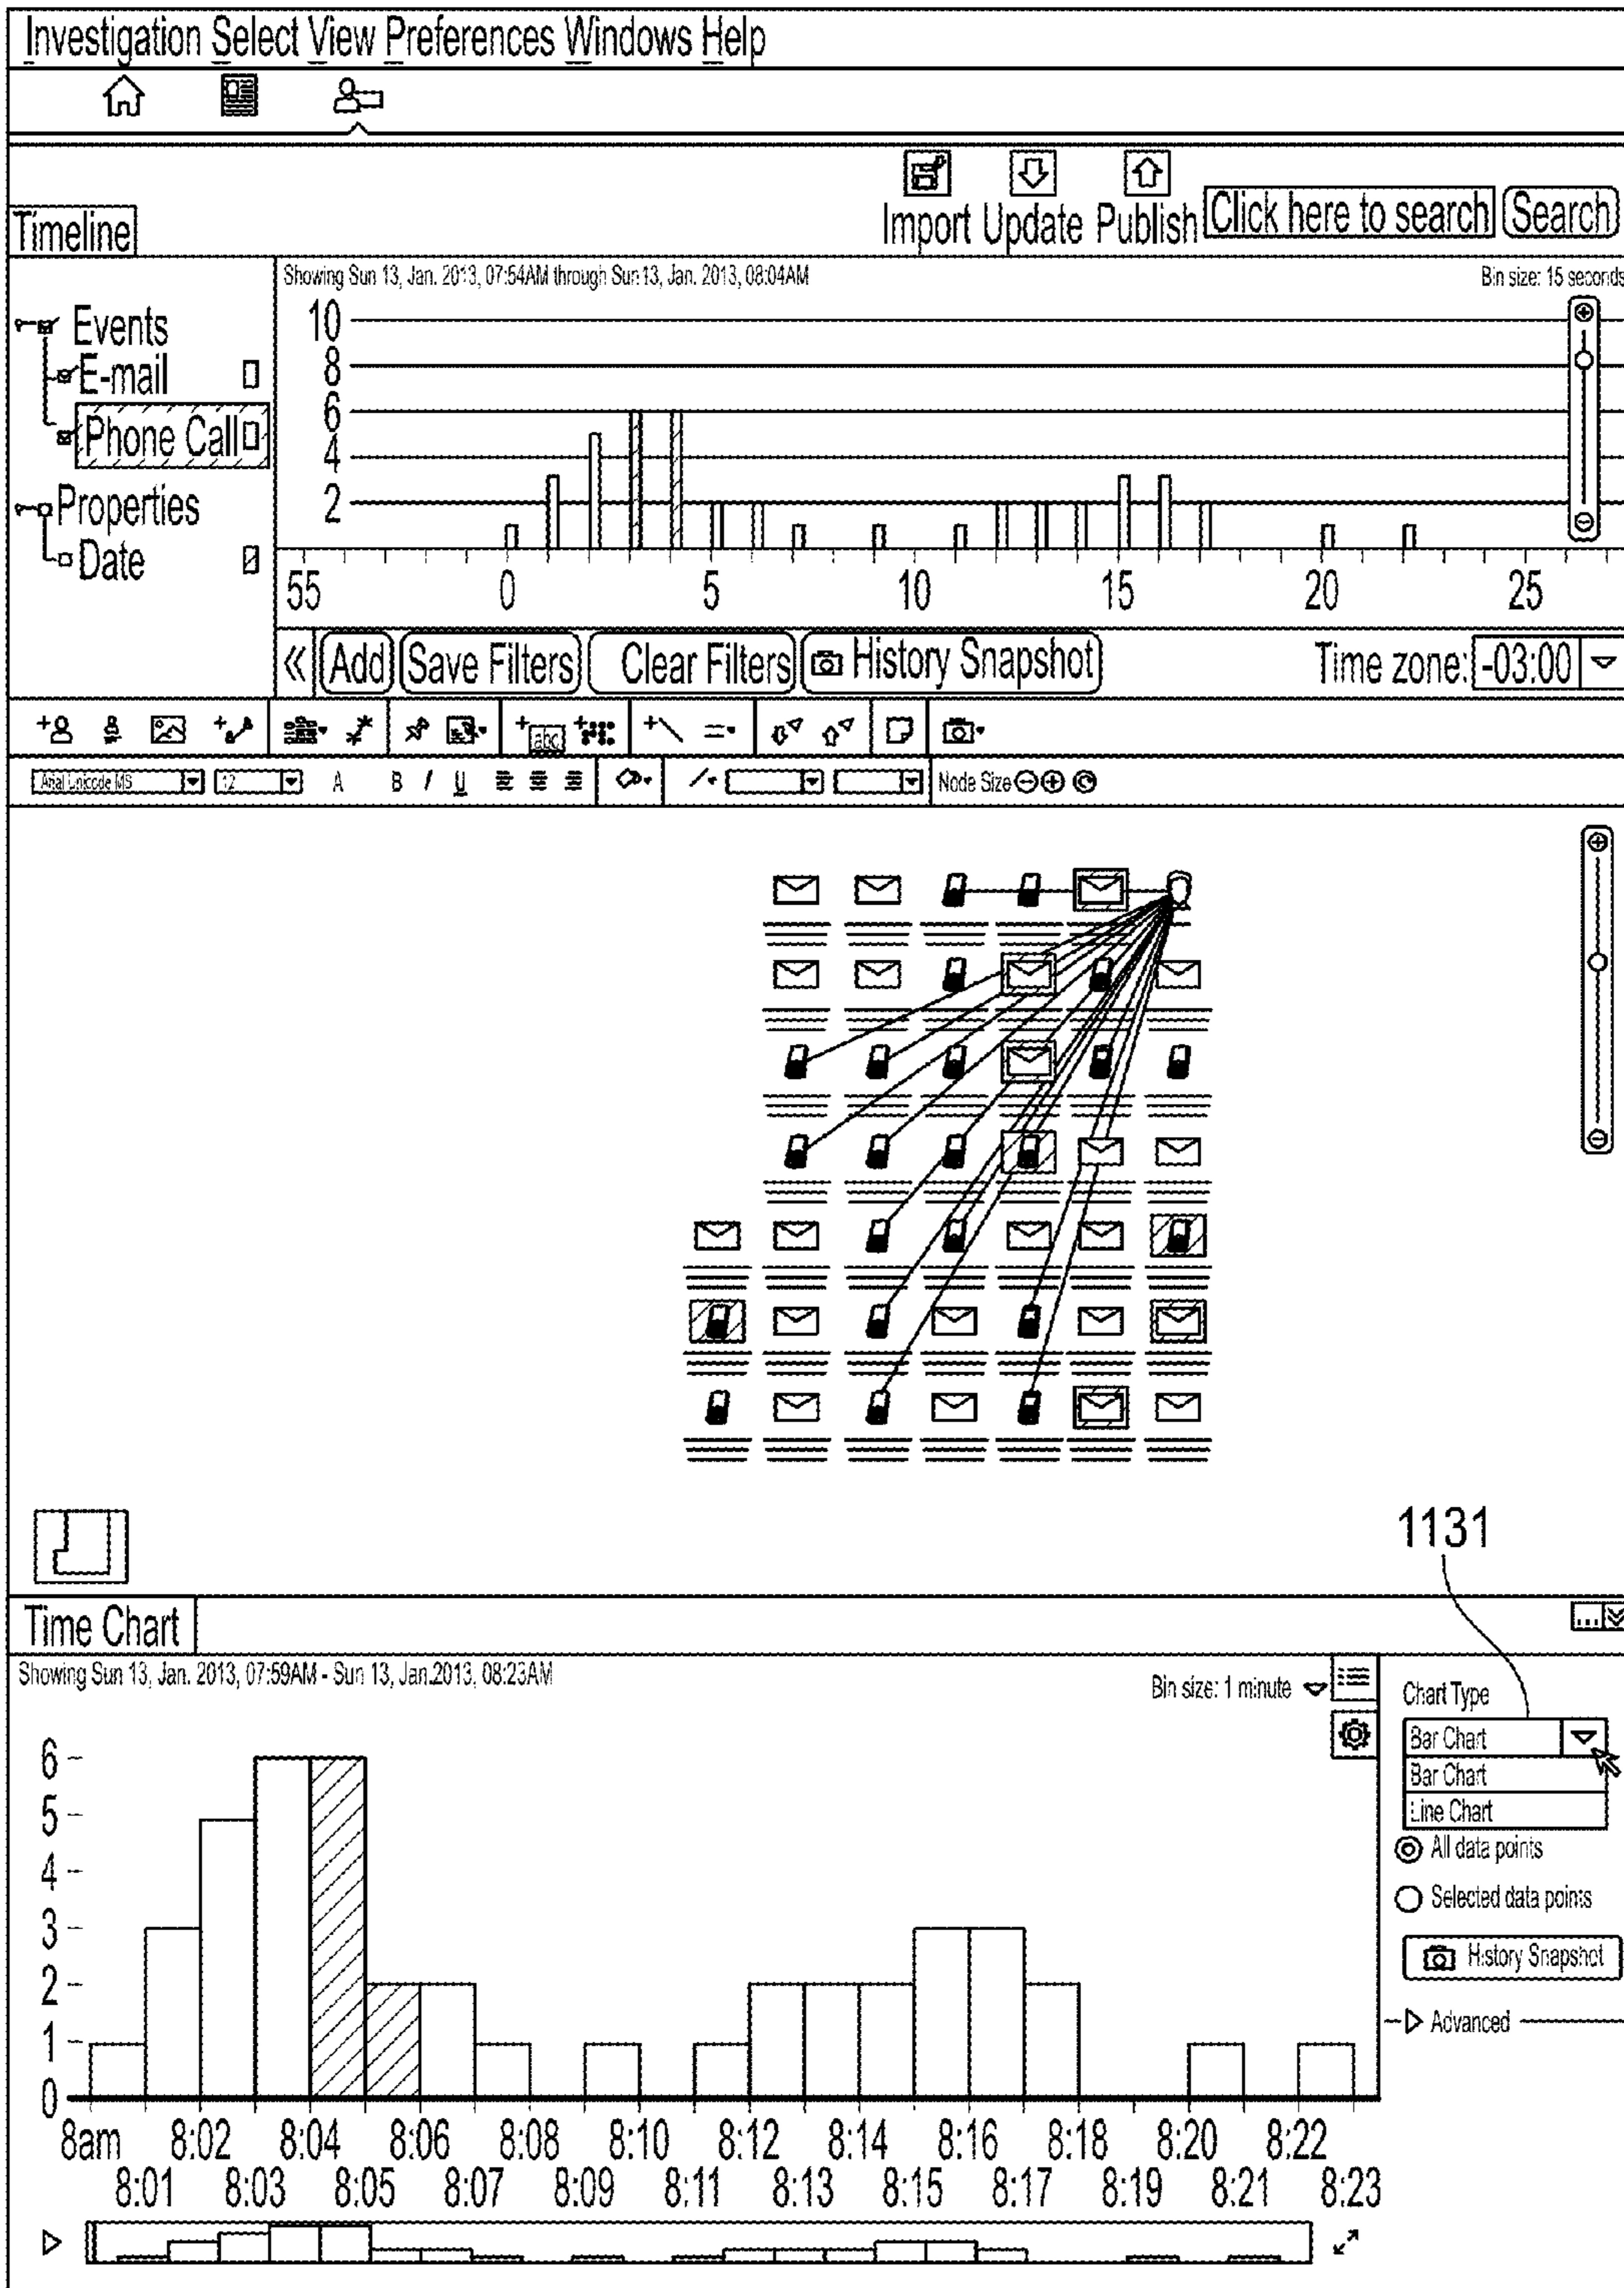 Investigation Select View Preferences Windows Help
Import Update Publish Click here to search Search
Timeline
Showing Sun 13, Jan. 2013, 07:54AM through Sun 13, Jan. 2013, 08:04AM
Bin size: 15 seconds
Events
E-mail
Phone Call
Properties
Date
10
8
6
4
2
55 0 5 10 15 20 25
« Add Save Filters Clear Filters History Snapshot Time zone: -03:00
abc
Arial Unicode MS 12 A B I U Node Size
1131
Time Chart
...
Showing Sun 13, Jan. 2013, 07:59AM - Sun 13, Jan.2013, 08:23AM
Bin size: 1 minute
Chart Type
Bar Chart
Bar Chart
Line Chart
All data points
Selected data points
History Snapshot
Advanced
6
5
4
3
2
1
0
8am 8:02 8:04 8:06 8:08 8:10 8:12 8:14 8:16 8:18 8:20 8:22
8:01 8:03 8:05 8:07 8:09 8:11 8:13 8:15 8:17 8:19 8:21 8:23